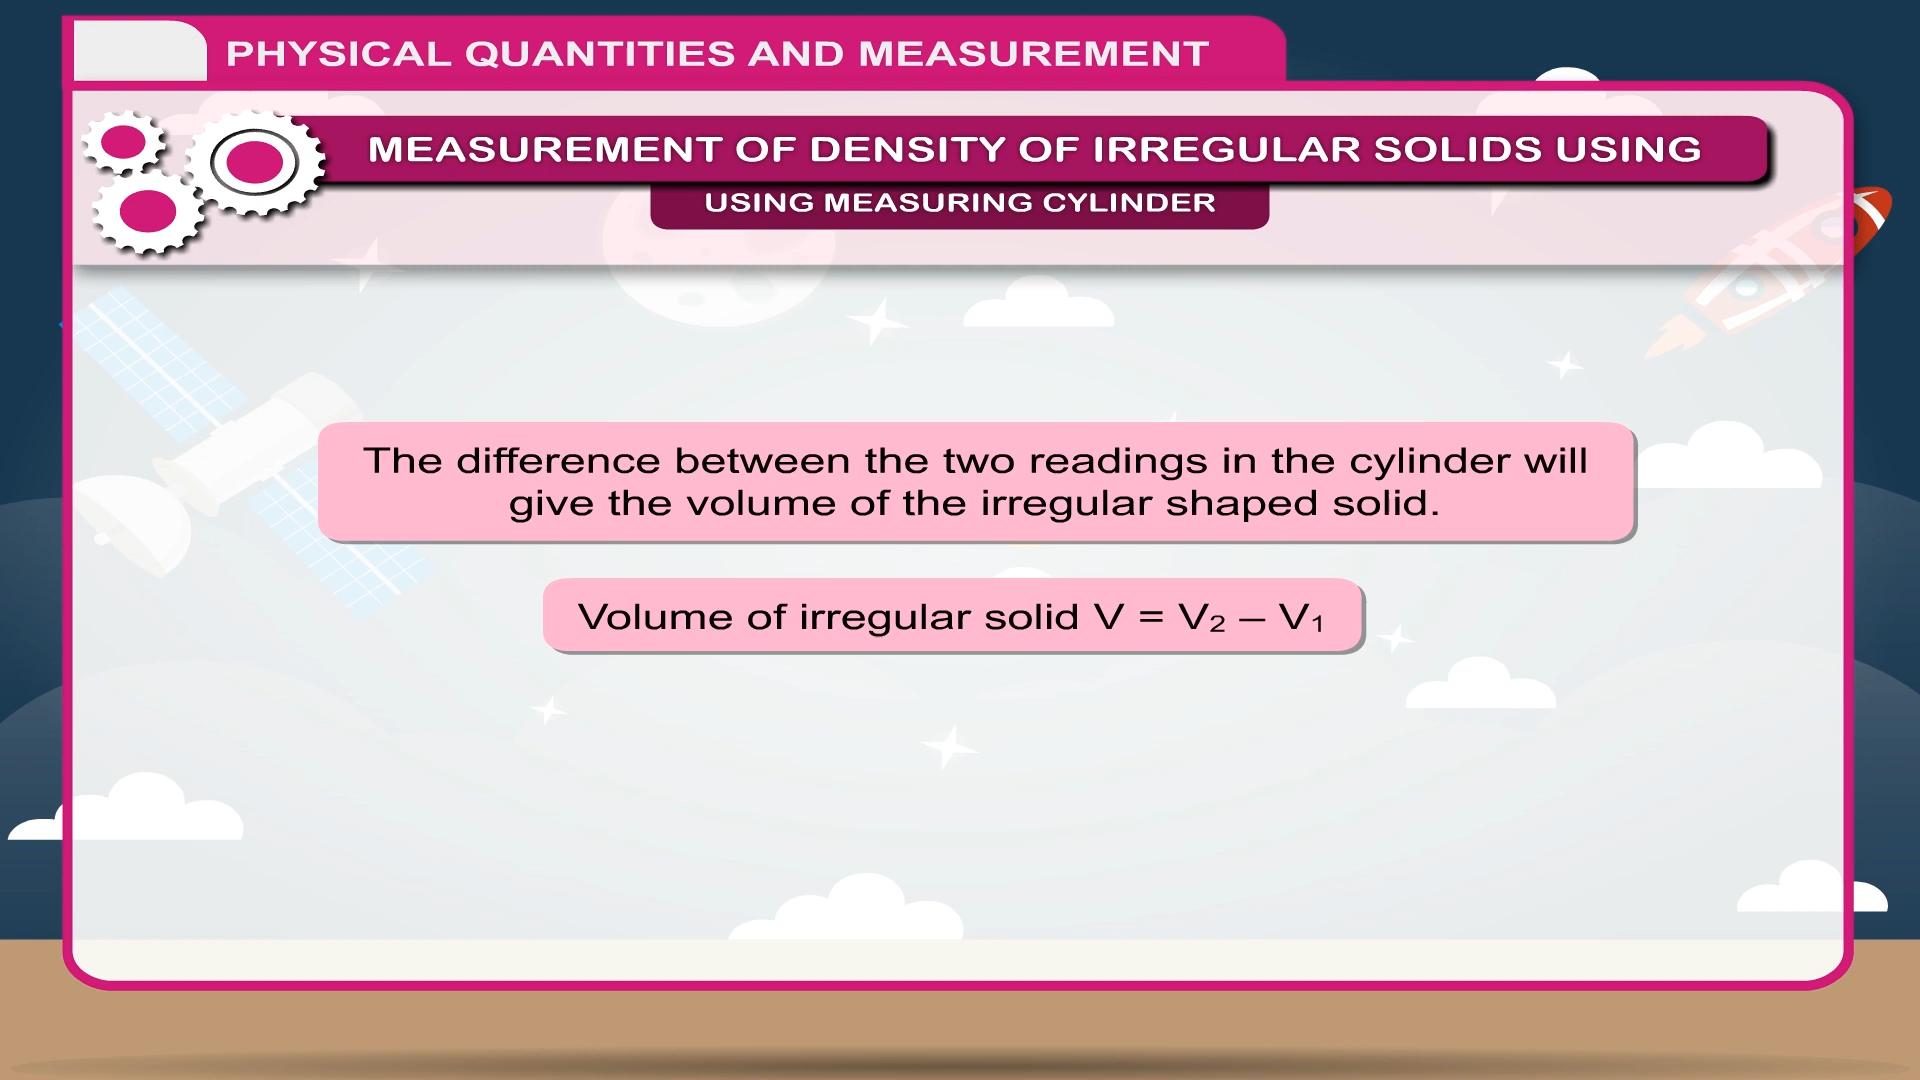 PHYSICAL QUANTITIES AND MEASUREMENT
MEASUREMENT OF DENSITY OF IRREGULAR SOLIDS USING
USING MEASURING CYLINDER
The difference between the two readings in the cylinder will
give the volume of the irregular shaped solid.
Volume of irregular solid V = V₂ – V₁